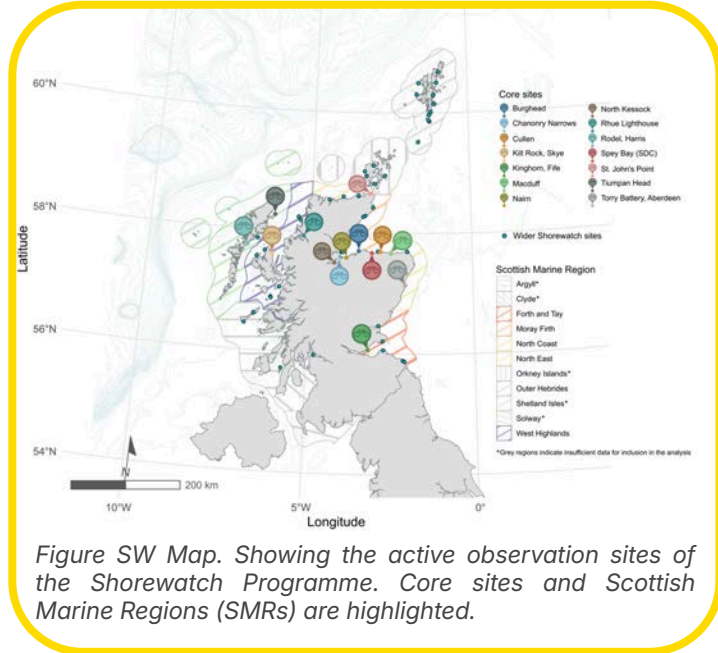 60°N
58°N
56°N
54°N
Latitude
10°W
5°W
0°
Longitude
N
200 km
Core sites
Burghead
Chanonry Narrows
Cullen
Kilt Rock, Skye
Kinghorn, Fife
Macduff
Nairn
North Kessock
Rhue Lighthouse
Rodel, Harris
Spey Bay (SDC)
St. John's Point
Tiumpan Head
Torry Battery, Aberdeen
Wider Shorewatch sites
Scottish Marine Region
Argyll*
Clyde*
Forth and Tay
Moray Firth
North Coast
North East
Orkney Islands*
Outer Hebrides
Shetland Isles*
Solway*
West Highlands
*Grey regions indicate insufficient data for inclusion in the analysis
Figure SW Map. Showing the active observation sites of
the Shorewatch Programme. Core sites and Scottish
Marine Regions (SMRs) are highlighted.